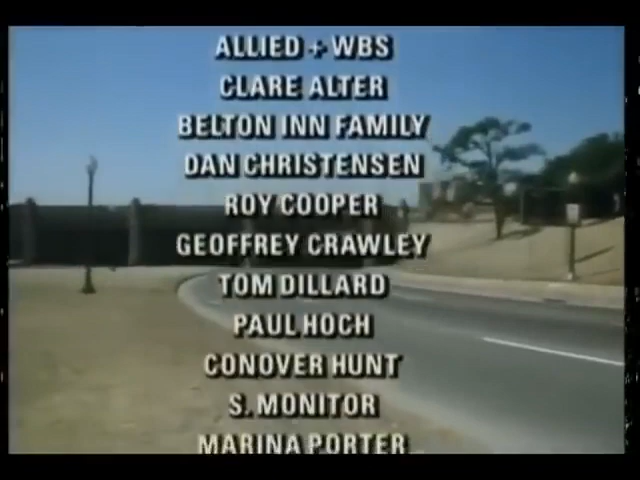 ALLIED + WBS
CLARE ALTER
BELTON INN FAMILY
DAN CHRISTENSEN
ROY COOPER
GEOFFREY CRAWLEY
TOM DILLARD
PAUL HOCH
CONOVER HUNT
S. MONITOR
MARINA PORTER